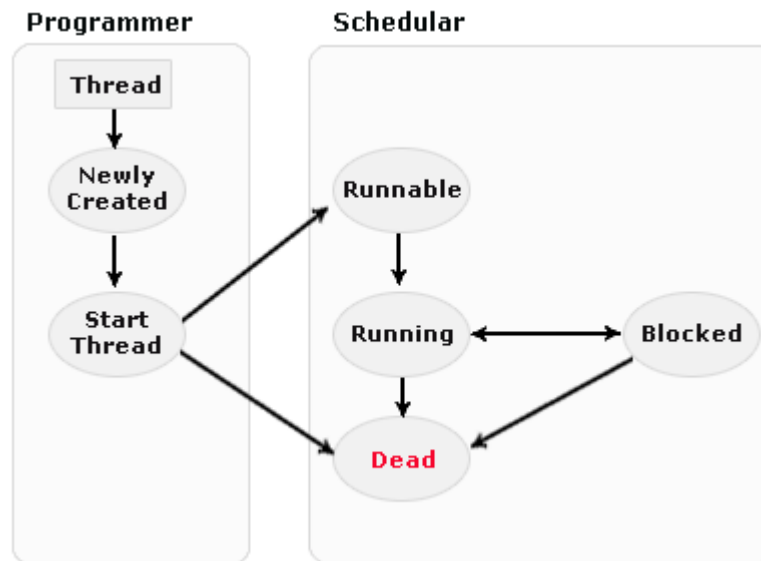 Programmer
Schedular
Thread
Newly
Created
Start
Thread
Runnable
Running
Blocked
Dead